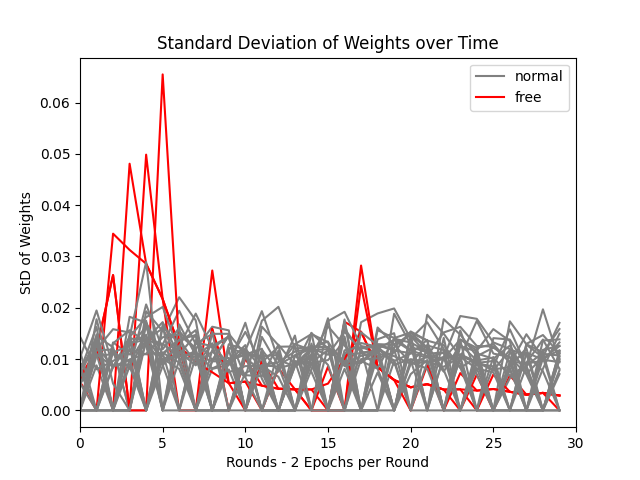 Standard Deviation of Weights over Time
normal
free
StD of Weights
0.06
0.05
0.04
0.03
0.02
0.01
0.00
0 5 10 15 20 25 30
Rounds - 2 Epochs per Round